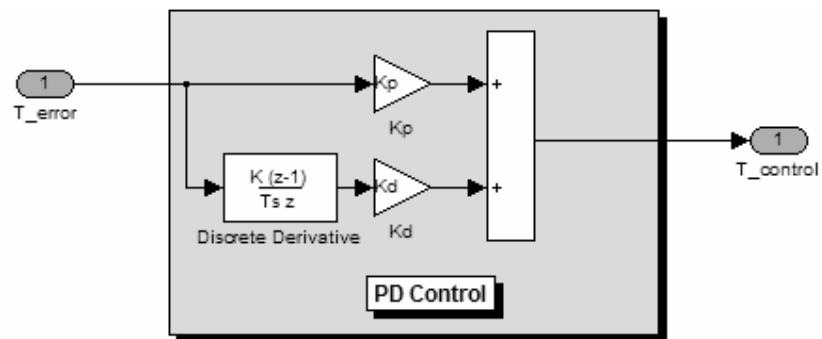 1
T_error
Kp
Kp
+
K (z-1)
Ts z
Discrete Derivative
Kd
Kd
+
1
T_control
PD Control